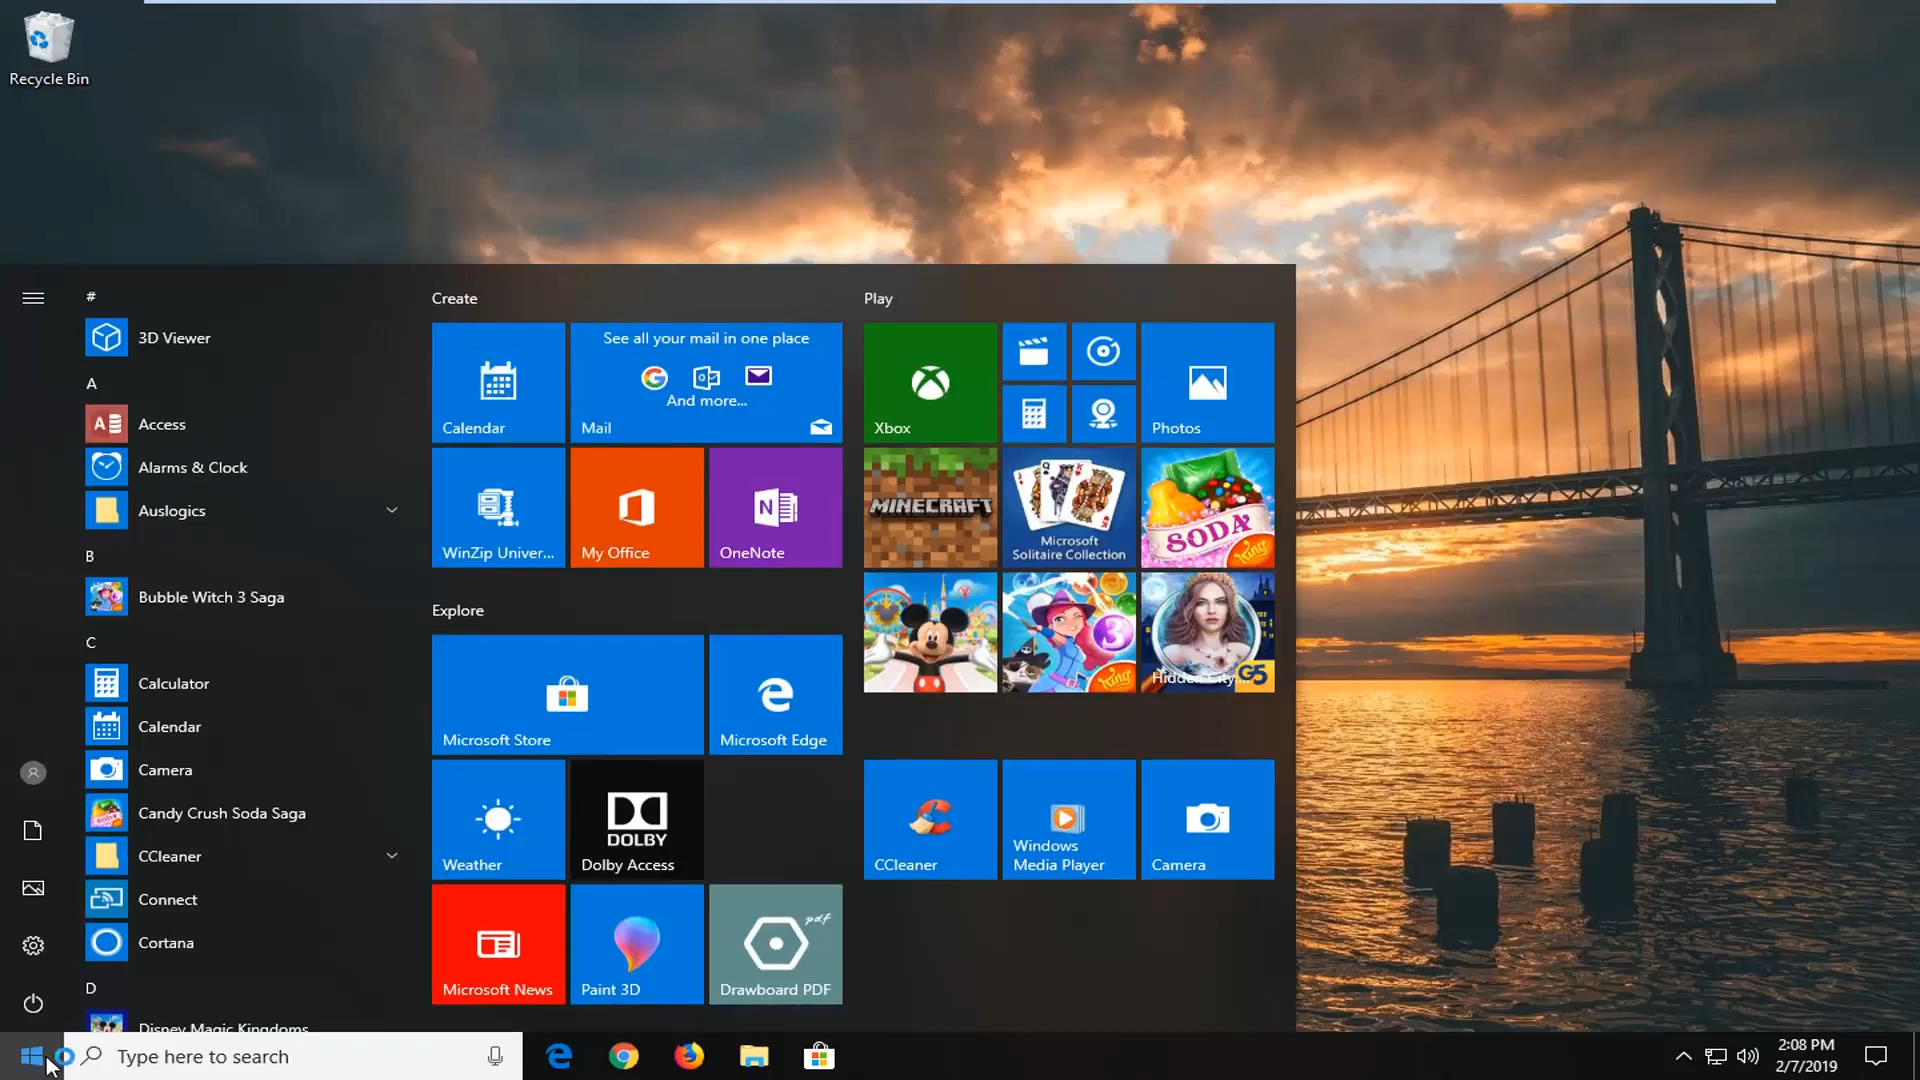 Recycle Bin
#
3D Viewer
A
Access
Alarms & Clock
Auslogics
B
Bubble Witch 3 Saga
C
Calculator
Calendar
Camera
Candy Crush Soda Saga
CCleaner
Connect
Cortana
D
Disney Magic Kingdoms
Create
Calendar
See all your mail in one place
And more...
Mail
WinZip Univer...
My Office
OneNote
Explore
Microsoft Store
Microsoft Edge
Weather
DOLBY
Dolby Access
Microsoft News
Paint 3D
pdf
Drawboard PDF
Play
Xbox
Photos
MINECRAFT
Microsoft
Solitaire Collection
SODA
King
3
King
Hidden City...
G5
CCleaner
Windows
Media Player
Camera
Type here to search
2:08 PM
2/7/2019